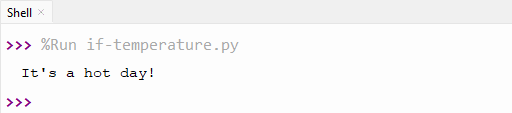 Shell ×
>>> %Run if-temperature.py
It's a hot day!
>>>